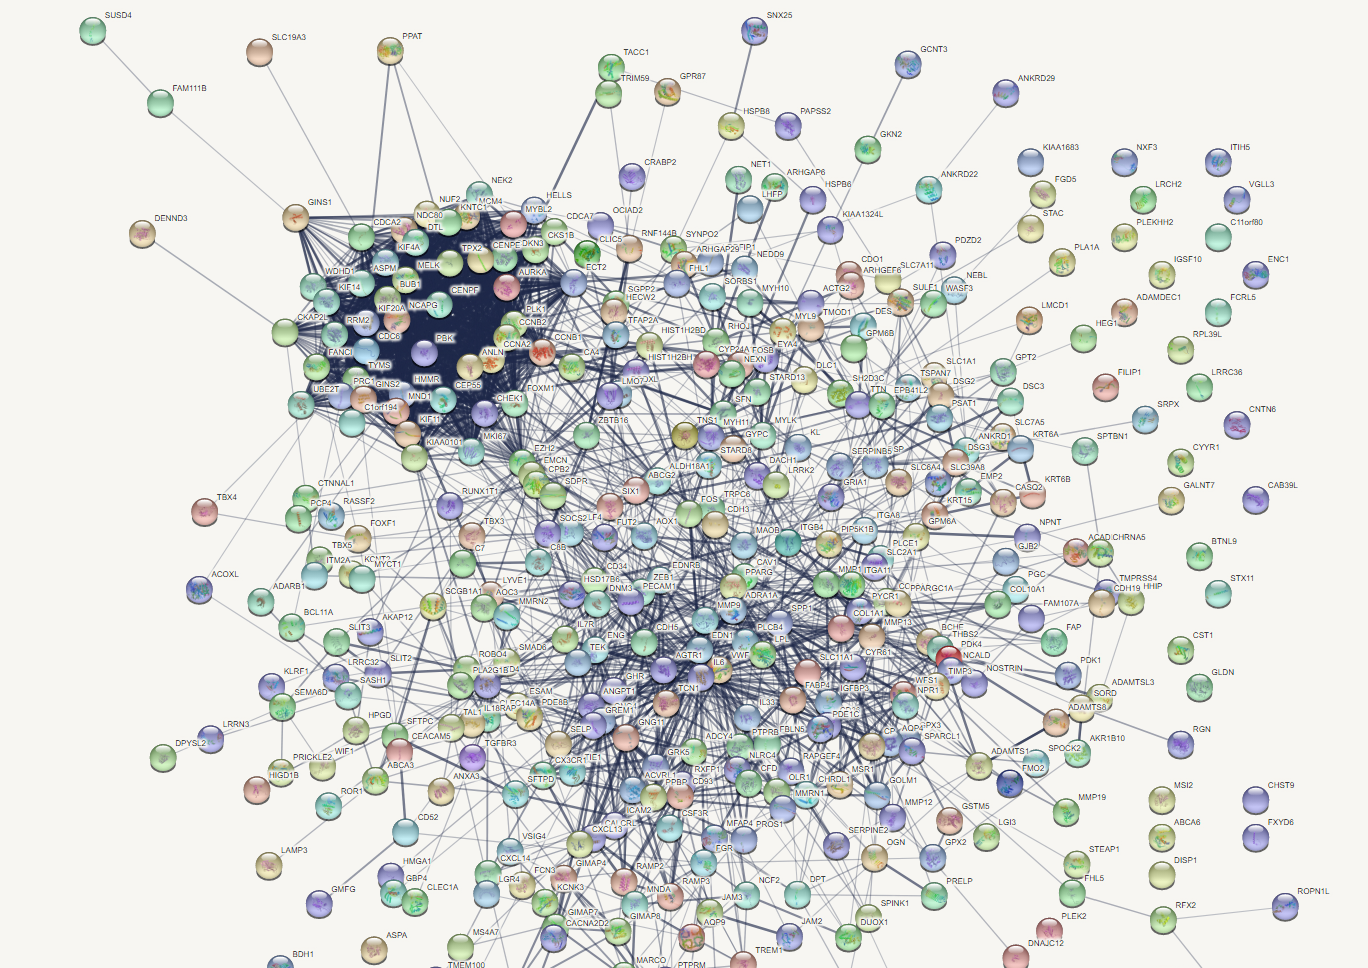 SUSD4
SLC19A3
PPAT
SNX25
TACC1
TRIM59
GPR87
GCNT3
FAM111B
ANKRD29
HSPB8
PAPSS2
GKN2
KIAA1683
NXF3
ITIH5
CRABP2
NET1
ARHGAP6
LHFP
HSPB6
ANKRD22
FGD5
LRCH2
VGLL3
NEK2
NUF2
MCM4
HELLS
GINS1
NDC80
KNTC1
MYBL2
CDCA7
OCIAD2
KIAA1324L
STAC
PLEKHH2
C11orf80
DENND3
CDCA2
DTL
CKS1B
CLIC5
RNF144B
SYNPO2
KIF4A
TPX2
CENPE
DKN3
ARHGAP29
NEDD9
PDZD2
PLA1A
IGSF10
ENC1
WDHD1
ASPM
MELK
AURKA
ECT2
FHL1
SORBS1
CDO1
ARHGEF6
SLC7A11
NEBL
KIF14
BUB1
CENPF
SGPP2
HECW2
MYH10
ACTG2
SULF1
WASF3
LMCD1
ADAMDEC1
FCRL5
CKAP2L
RRM2
KIF20A
NCAPG
PLK1
CCNB2
TFAP2A
HIST1H2BD
RHOJ
MYL9
TMOD1
DES
GPM6B
HEG1
RPL39L
CDC6
PBK
CCNA2
CCNB1
EYA4
FANCI
TYMS
ANLN
CA4
HIST1H2BH
CYP24A
FOSB
NEXN
DLC1
SLC1A1
TSPAN7
GPT2
FILIP1
LRRC36
UBE2T
PRC1
GINS2
HMMR
CEP55
FOXM1
LMO7
STARD13
SH2D3C
TTN
EPB41L2
DSG2
DSC3
C1orf194
MND1
CHEK1
SFN
PSAT1
SRPX
CNTN6
KIF11
ZBTB16
TNS1
MYH11
MYLK
GYPC
KL
SLC7A5
ANKRD1
KRT6A
SPTBN1
KIAA0101
MKI67
EZH2
EMCN
CPB2
STARD8
DSG3
SERPINB5
CYYR1
SDPR
ALDH18A1
DACH1
LRRK2
SLC6A4
SLC39A8
ABCG2
EMP2
KRT6B
CTNNAL1
RUNX1T1
SIX1
GRIA1
CASQ2
GALNT7
CAB39L
TBX4
PCP4
RASSF2
FOS
TRPC6
CDH3
KRT15
FOXF1
TBX3
SOCS2
LF4
FUT2
AOX1
MAOB
ITGB4
PIP5K1B
ITGA8
GPM6A
NPNT
TBX5
C7
C8B
PLCE1
SLC2A1
GJB2
ACAD
CHRNA5
BTNL9
ITM2A
MYCT1
CD34
EDNRB
CAV1
PPARG
MMP1
ITGA11
ACOXL
ADARB1
LYVE1
HSD17B6
ZEB1
PECAM1
PPARGC1A
PGC
TMPRSS4
CDH19
HHIP
STX11
SCGB1A1
AOC3
DNM3
ADRA1A
PYCR1
COL10A1
MMRN2
MMP9
SPP1
COL1A1
FAM107A
BCL11A
AKAP12
IL7R
CDH5
EDN1
PLCB4
MMP13
BCHE
THBS2
FAP
CST1
SLIT3
ENG
LPL
CYR61
PDK4
NCALD
SMAD6
TEK
AGTR1
VWF
IL6
SLC11A1
TIMP3
NOSTRIN
PDK1
KLRF1
LRRC32
SLIT2
ROBO4
PLA2G1B
GHR
TCN1
FABP4
WFS1
NPR1
GLDN
SEMA6D
SASH1
ESAM
CLEC14A
ANGPT1
IL33
IGFBP3
SORD
ADAMTSL3
ADAMTS8
HPGD
TAL1
IL18RAP
PDE8B
GREM1
PDE1C
GPX3
RGN
LRRN3
SFTPC
CEACAM5
SELP
GNG11
ADCY4
PTPRB
FBLN5
CP
AQP4
SPARCL1
AKR1B10
DPYSL2
PRICKLE2
WIF1
ABCA3
TGFBR3
CX3CR1
TIE1
GRK5
RXFP1
NLRC4
RAPGEF4
MSR1
ADAMTS1
SPOCK2
HIGD1B
ANXA3
SFTPD
ACVRL1
PPBP
CD93
CFD
OLR1
CHRDL1
GOLM1
FMO2
MSI2
CHST9
ROR1
ICAM2
MMRN1
MMP12
MMP19
CD52
CALCRL
CSF3R
MFAP4
PROS1
GSTM5
LGI3
ABCA6
FXYD6
VSIG4
CXCL13
SERPINE2
OGN
GPX2
LAMP3
HMGA1
CXCL14
GIMAP4
FGR
STEAP1
DISP1
GBP4
CLEC1A
LGR4
FCN3
RAMP2
RAMP3
NCF2
DPT
PRELP
FHL5
GMFG
KCNK3
MNDA
JAM3
SPINK1
ROPN1L
GIMAP7
GIMAP8
AQP9
JAM2
DUOX1
PLEK2
RFX2
MS4A7
CACNA2D2
ASPA
TREM1
DNAJC12
BDH1
TMEM100
MARCO
PTPRM